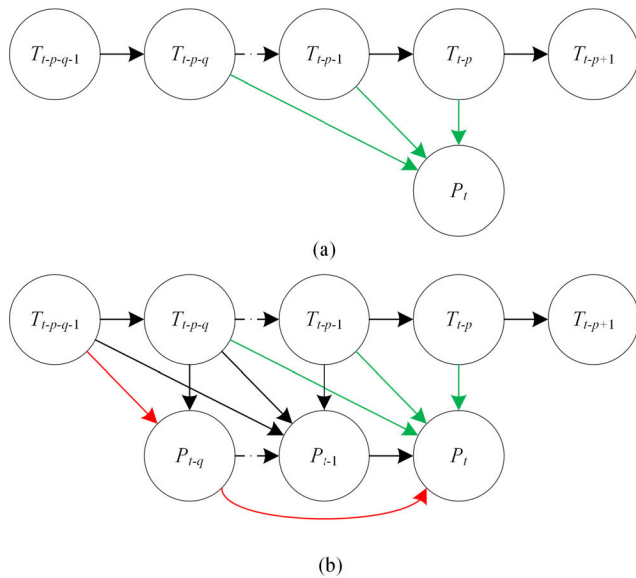 T_{t-p-q-1} T_{t-p-q} T_{t-p-1} T_{t-p} T_{t-p+1}
P_t
(a)
T_{t-p-q-1} T_{t-p-q} T_{t-p-1} T_{t-p} T_{t-p+1}
P_{t-q} P_{t-1} P_t
(b)